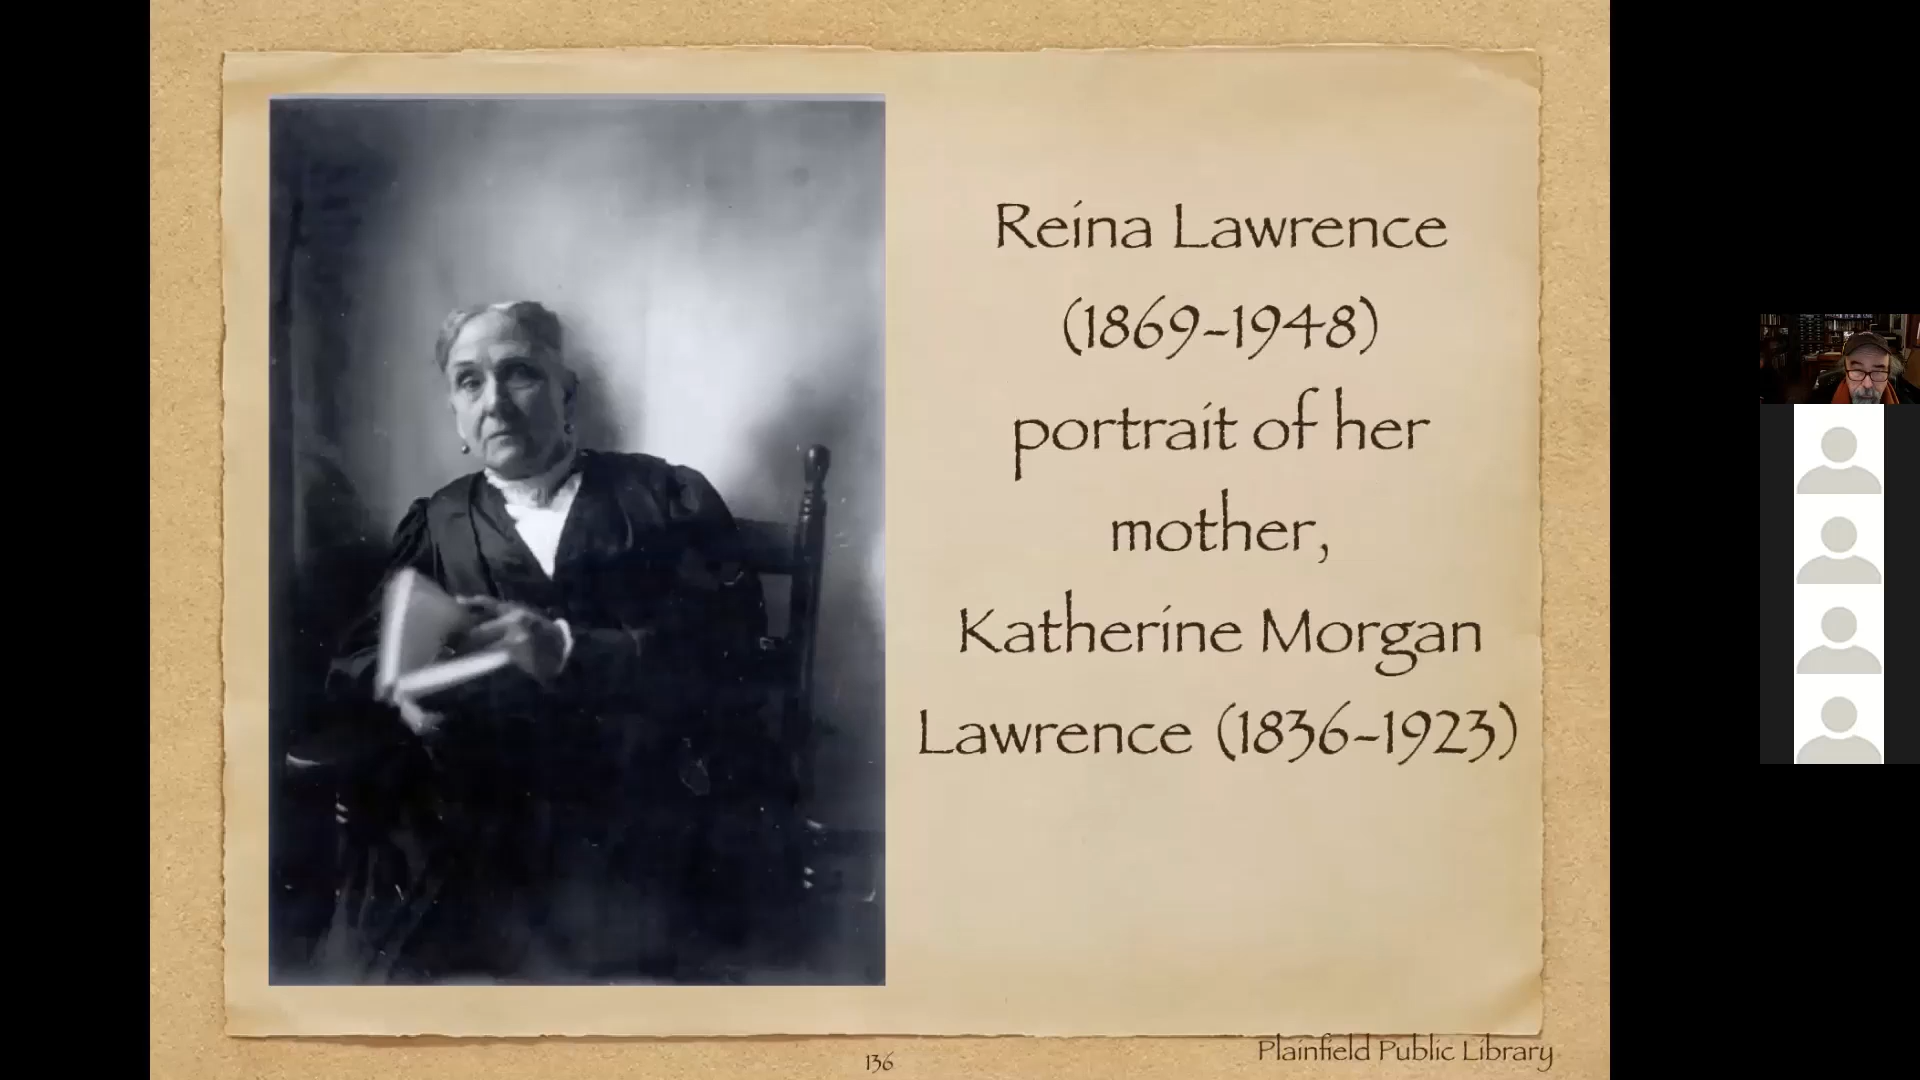 Reina Lawrence
(1869-1948)
portrait of her
mother,
Katherine Morgan
Lawrence (1836-1923)
136
Plainfield Public Library